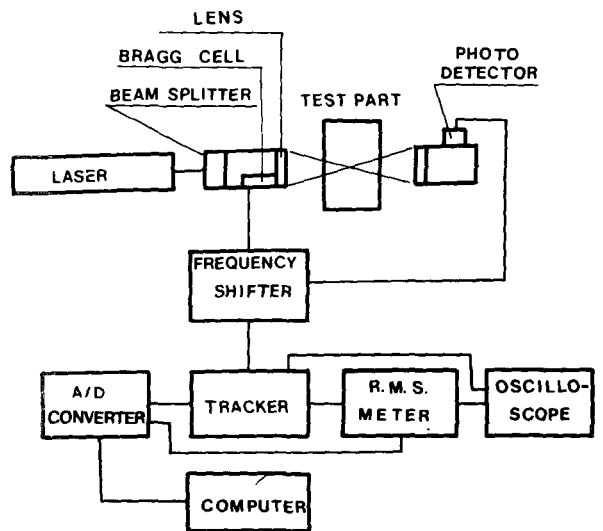 LENS
BRAGG CELL
BEAM SPLITTER
TEST PART
PHOTO
DETECTOR
LASER
FREQUENCY
SHIFTER
A/D
CONVERTER
TRACKER
R.M.S.
METER
OSCILLO-
SCOPE
COMPUTER